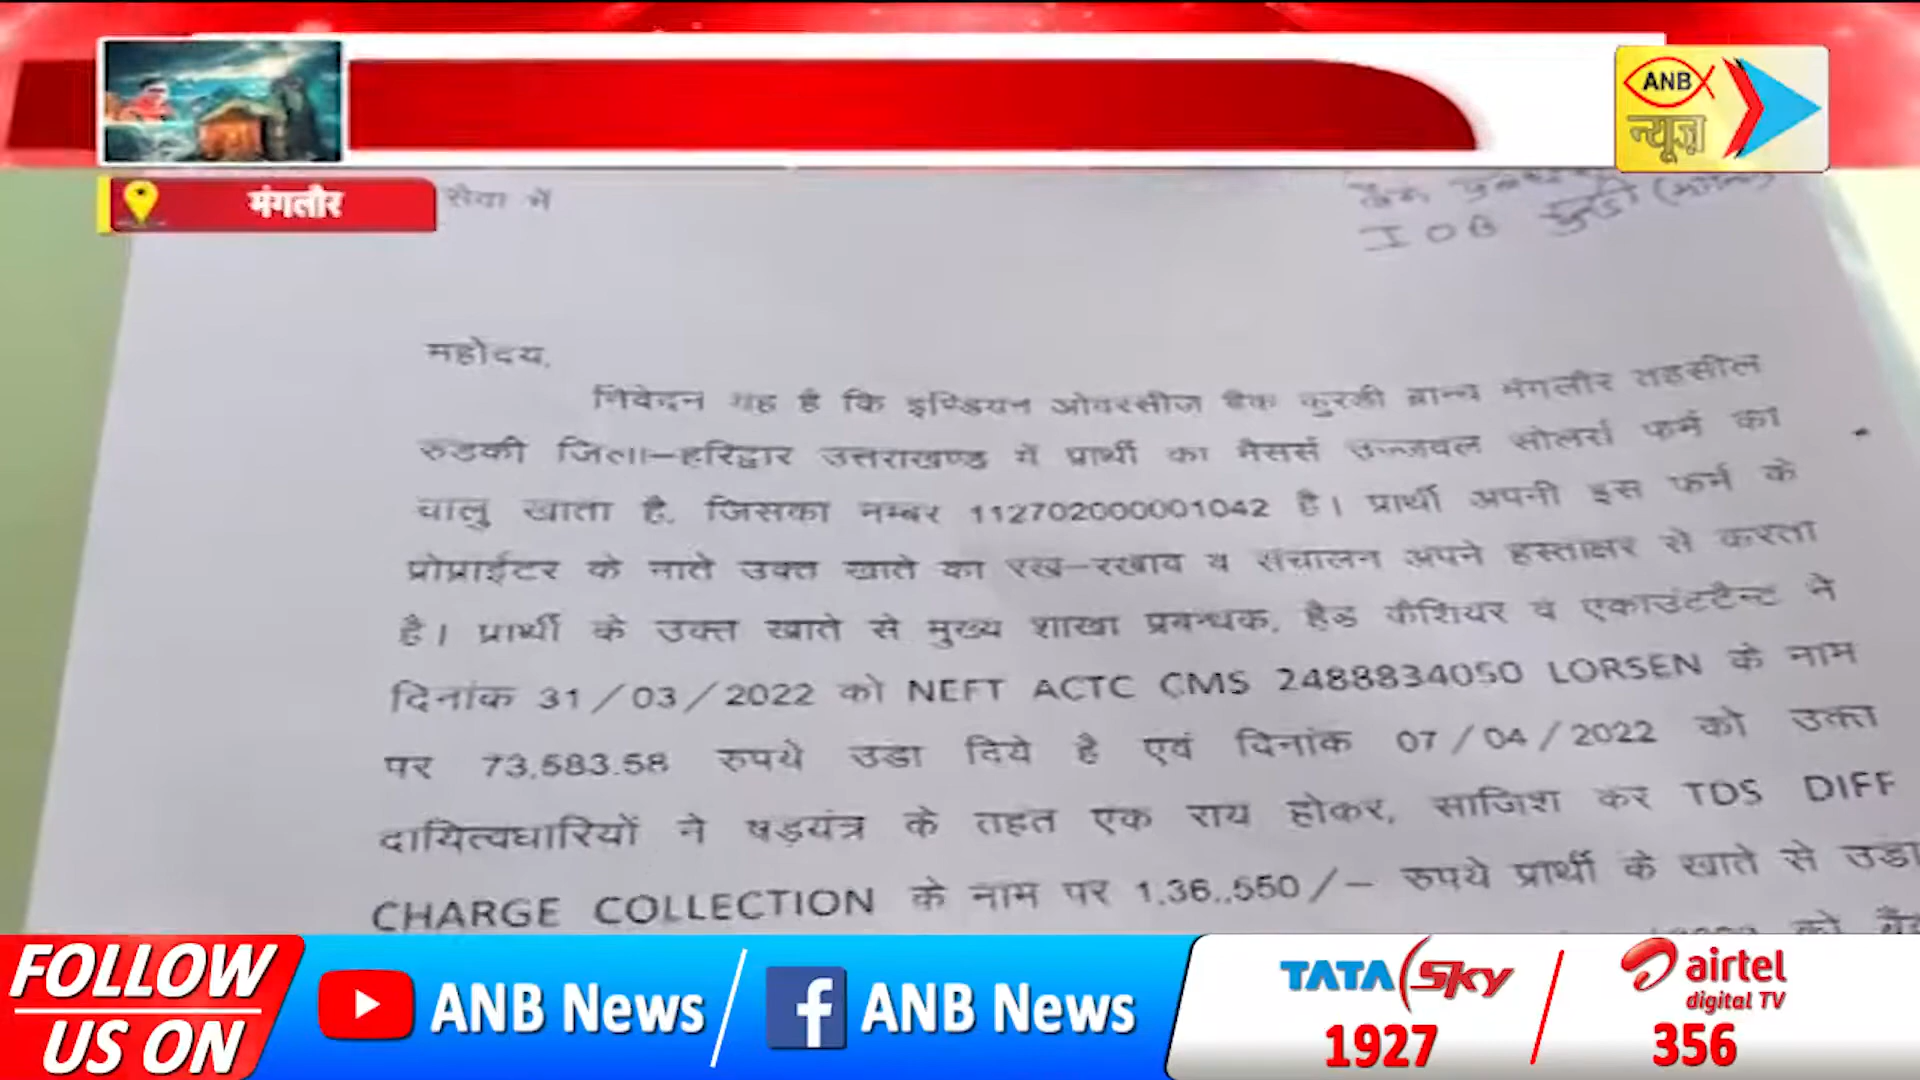 ANB
न्यूज़
मंगलौर
सेवा में
IOB
महोदय,
निवेदन यह है कि इण्डियन ओवरसीज बैंक कुरडी ब्रान्च मंगलौर तहसील
रुडकी जिला-हरिद्वार उत्तराखण्ड में प्रार्थी का मैसर्स उज्जवल सोलर्स फर्म का
चालु खाता है, जिसका नम्बर 112702000001042 है। प्रार्थी अपनी इस फर्म के
प्रोप्राईटर के नाते उक्त खाते का रख-रखाव व संचालन अपने हस्ताक्षर से करता
है। प्रार्थी के उक्त खाते से मुख्य शाखा प्रबन्धक, हैड कैशियर व एकाउंटटैन्ट ने
दिनांक 31/03/2022 को NEFT ACTC CMS 2488834050 LORSEN के नाम
पर 73,583.58 रुपये उडा दिये है एवं दिनांक 07/04/2022 को उक्त
दायित्वधारियों ने षड़यंत्र के तहत एक राय होकर, साजिश कर TDS DIFF
CHARGE COLLECTION के नाम पर 1,36,,550/- रुपये प्रार्थी के खाते से उडा
FOLLOW
US ON
ANB News
ANB News
TATA Sky
1927
airtel
digital TV
356